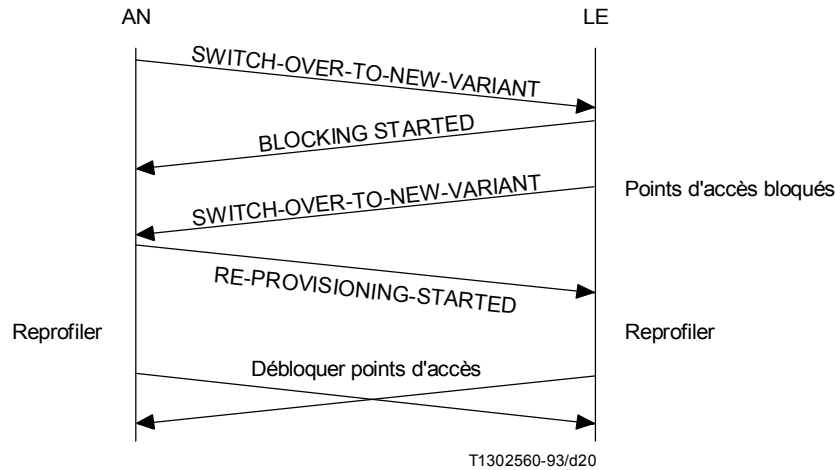 AN
LE
SWITCH-OVER-TO-NEW-VARIANT
BLOCKING STARTED
SWITCH-OVER-TO-NEW-VARIANT
Points d'accès bloqués
RE-PROVISIONING-STARTED
Reprofiler
Reprofiler
Débloquer points d'accès
T1302560-93/d20